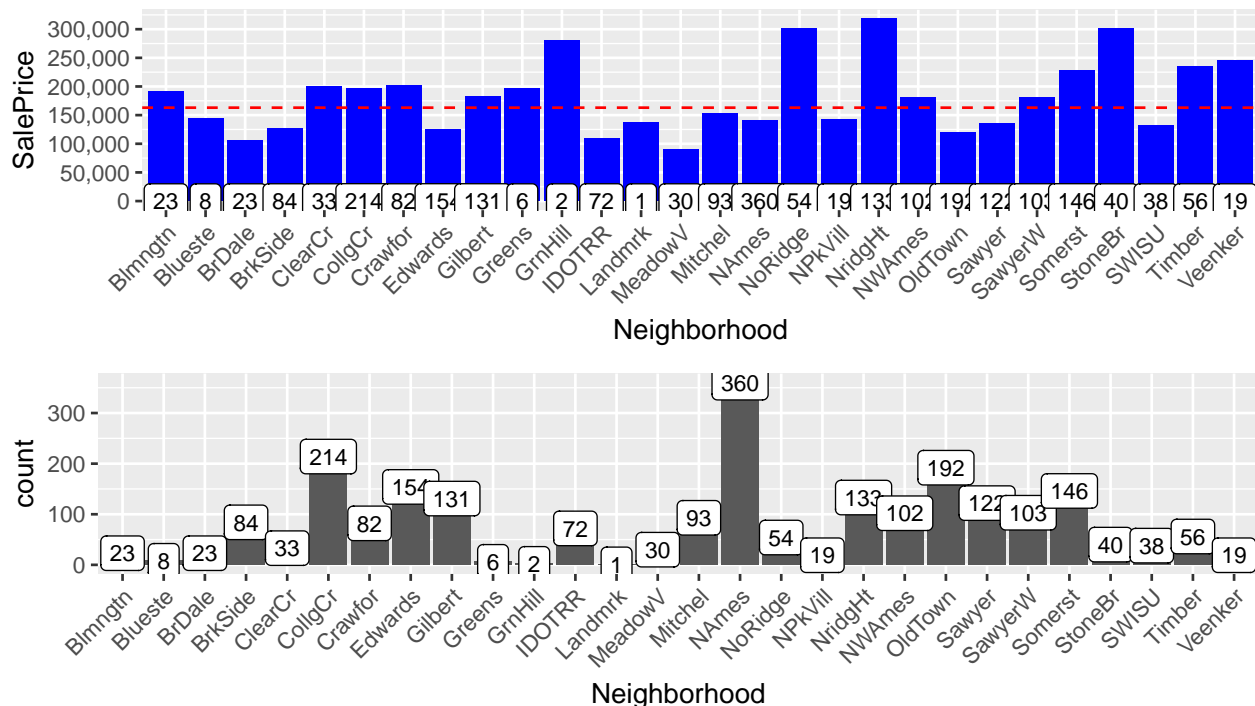 SalePrice
300,000
250,000
200,000
150,000
100,000
50,000
0
23 8 23 84 33 214 82 154 131 6 2 72 1 30 93 360 54 19 133 102 192 122 103 146 40 38 56 19
Blmngtn Blueste BrDale BrkSide ClearCr CollgCr Crawfor Edwards Gilbert Greens GrnHill IDOTRR Landmrk MeadowV Mitchel NAmes NoRidge NPkVill NridgHt NWAmes OldTown Sawyer SawyerW Somerst StoneBr SWISU Timber Veenker
Neighborhood
count
300
200
100
0
23 8 23 84 33 214 82 154 131 6 2 72 1 30 93 360 54 19 133 102 192 122 103 146 40 38 56 19
Blmngtn Blueste BrDale BrkSide ClearCr CollgCr Crawfor Edwards Gilbert Greens GrnHill IDOTRR Landmrk MeadowV Mitchel NAmes NoRidge NPkVill NridgHt NWAmes OldTown Sawyer SawyerW Somerst StoneBr SWISU Timber Veenker
Neighborhood